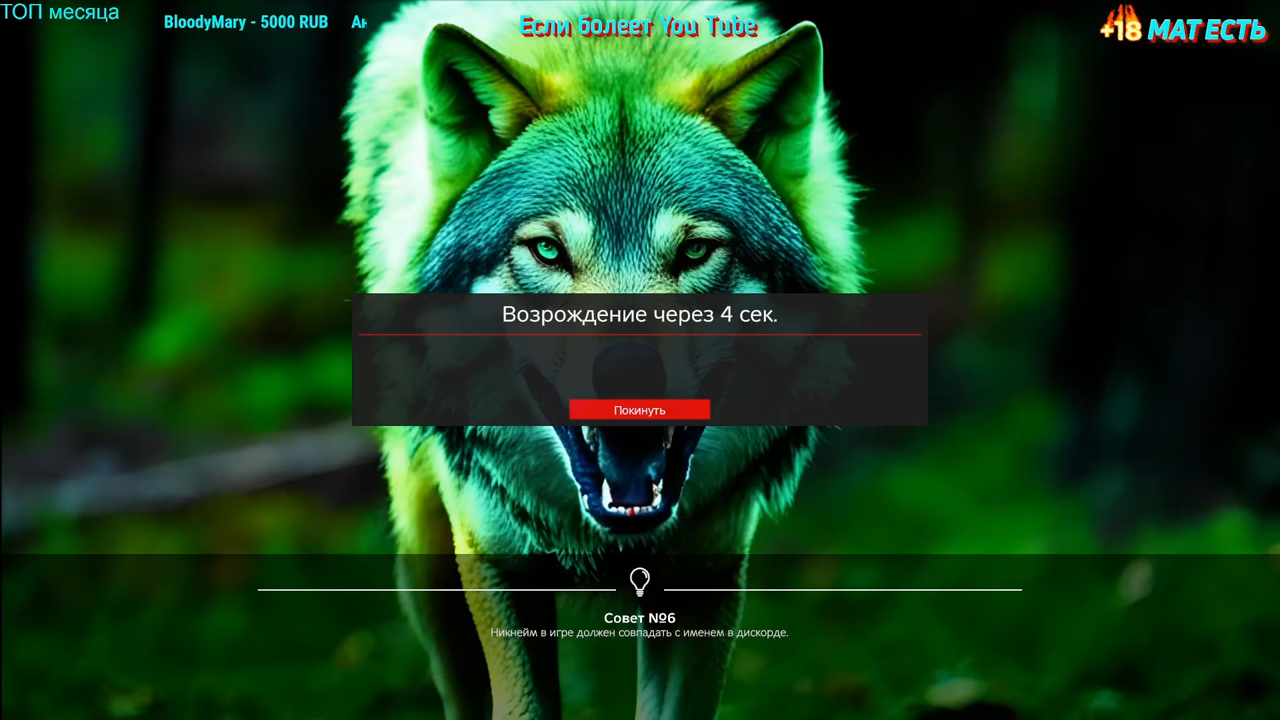 ТОП месяца
BloodyMary - 5000 RUB
Если болеет You Tube
+18 МАТ ЕСТЬ
Возрождение через 4 сек.
Покинуть
Совет №6
Никнейм в игре должен совпадать с именем в дискорде.